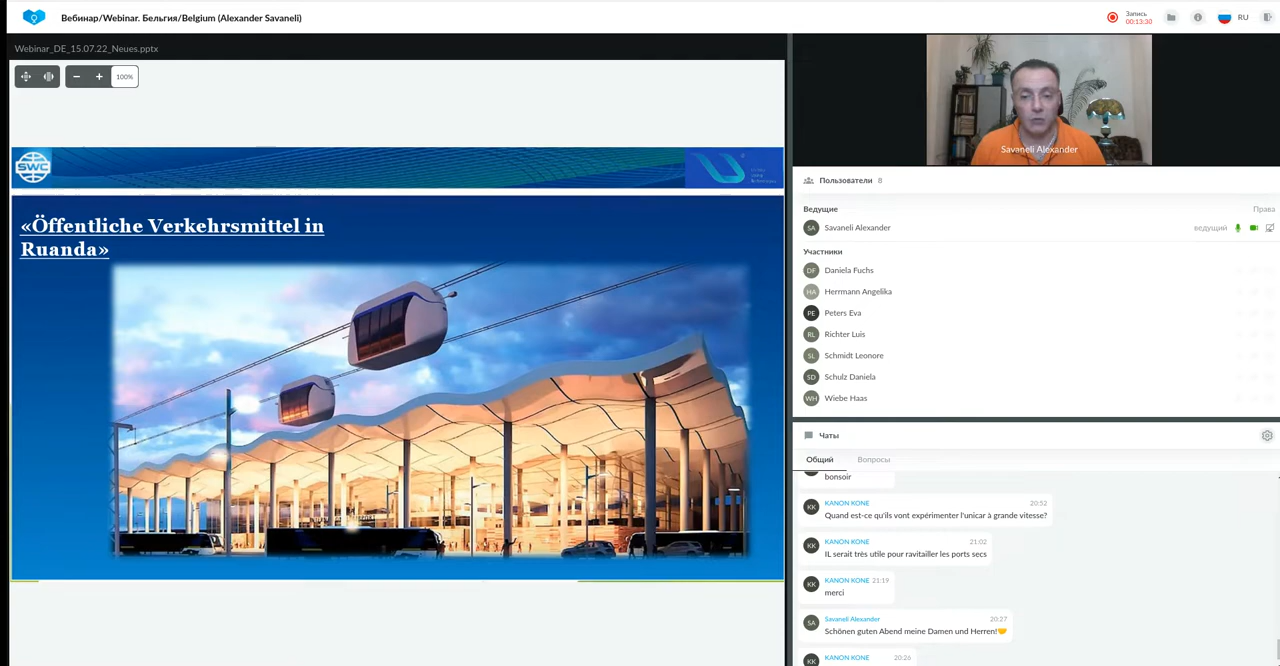 Вебинар/Webinar. Бельгия/Belgium (Alexander Savaneli)
Запись
00:13:30
RU
Webinar_DE_15.07.22_Neues.pptx
100%
SWC
«Öffentliche Verkehrsmittel in
Ruanda»
Savaneli Alexander
Пользователи 8
Ведущие
Права
SA
Savaneli Alexander
ведущий
Участники
DF
Daniela Fuchs
HA
Herrmann Angelika
PE
Peters Eva
RL
Richter Luis
SL
Schmidt Leonore
SD
Schulz Daniela
WH
Wiebe Haas
Чаты
Общий
Вопросы
bonsoir
KK
KANON KONE
20:52
Quand est-ce qu'ils vont expérimenter l'unicar à grande vitesse?
KK
KANON KONE
21:02
IL serait très utile pour ravitailler les ports secs
KK
KANON KONE 21:19
merci
SA
Savaneli Alexander
20:27
Schönen guten Abend meine Damen und Herren!🤝
KK
KANON KONE
20:26